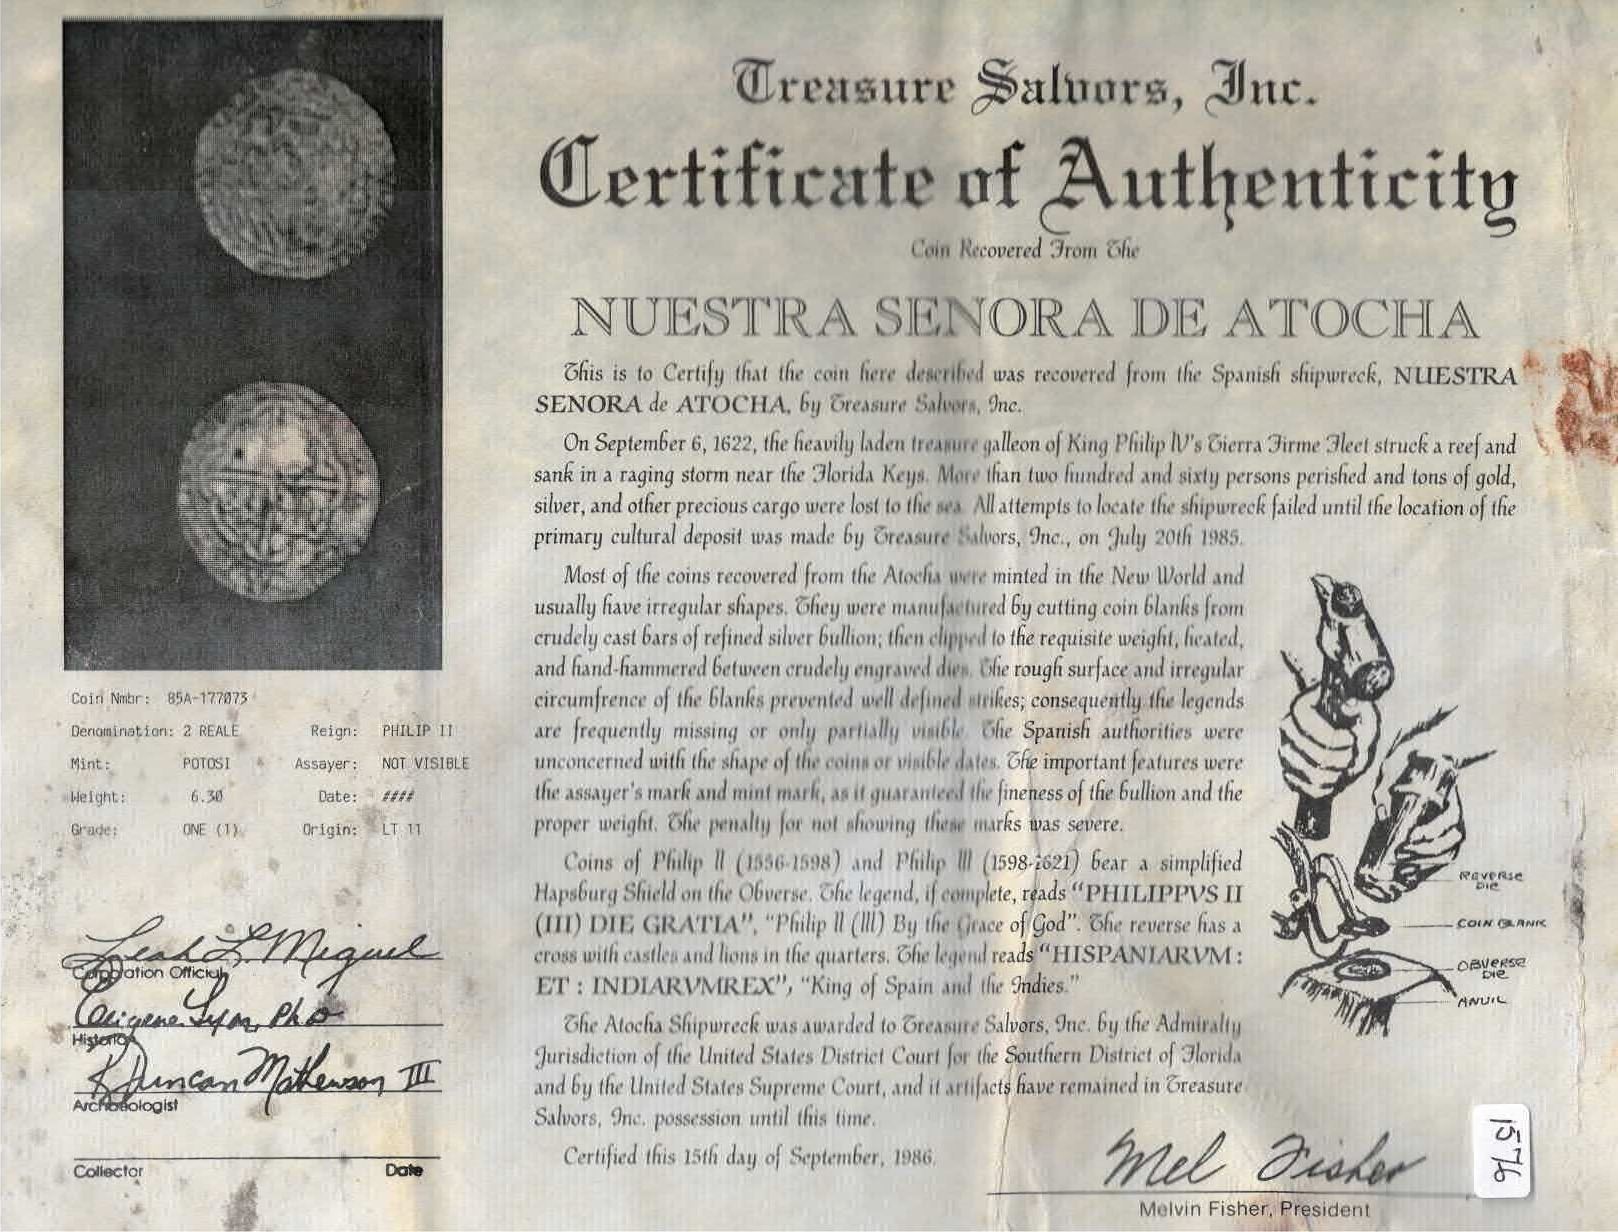 Treasure Salvors, Inc.
Certificate of Authenticity
Coin Recovered From The
NUESTRA SENORA DE ATOCHA
This is to Certify that the coin here described was recovered from the Spanish shipwreck, NUESTRA
SENORA de ATOCHA, by Treasure Salvors, Inc.
On September 6, 1622, the heavily laden treasure galleon of King Philip IV's Tierra Firme Fleet struck a reef and
sank in a raging storm near the Florida Keys. More than two hundred and sixty persons perished and tons of gold,
silver, and other precious cargo were lost to the sea. All attempts to locate the shipwreck failed until the location of the
primary cultural deposit was made by Treasure Salvors, Inc., on July 20th 1985.
Most of the coins recovered from the Atocha were minted in the New World and
usually have irregular shapes. They were manufactured by cutting coin blanks from
crudely cast bars of refined silver bullion; then clipped to the requisite weight, heated,
and hand-hammered between crudely engraved dies. The rough surface and irregular
circumfrence of the blanks prevented well defined strikes; consequently the legends
are frequently missing or only partially visible. The Spanish authorities were
unconcerned with the shape of the coins or visible dates. The important features were
the assayer's mark and mint mark, as it guaranteed the fineness of the bullion and the
proper weight. The penalty for not showing these marks was severe.
Coins of Philip II (1556-1598) and Philip III (1598-1621) bear a simplified
Hapsburg Shield on the Obverse. The legend, if complete, reads "PHILIPPVS II
(III) DIE GRATIA", "Philip II (III) By the Grace of God". The reverse has a
cross with castles and lions in the quarters. The legend reads "HISPANIARVM :
ET : INDIARVMREX", "King of Spain and the Indies."
The Atocha Shipwreck was awarded to Treasure Salvors, Inc. by the Admiralty
Jurisdiction of the United States District Court for the Southern District of Florida
and by the United States Supreme Court, and it artifacts have remained in Treasure
Salvors, Inc. possession until this time.
Certified this 15th day of September, 1986.
Mel Fisher
Melvin Fisher, President
REVERSE
DIE
COIN BLANK
OBVERSE
DIE
ANVIL
1576
Coin Nmbr: 85A-177073
Denomination: 2 REALE Reign: PHILIP II
Mint: POTOSI Assayer: NOT VISIBLE
Weight: 6.30 Date: ####
Grade: ONE (1) Origin: LT 11
Leah L Miguel
Corporation Official
Eugene Lyon, PhD
Historian
R Duncan Mathewson III
Archaeologist
Collector Date